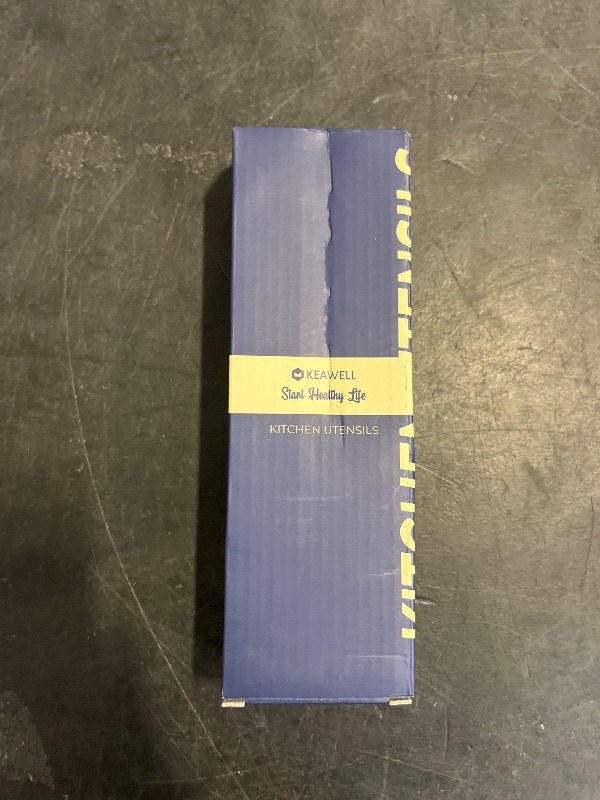 KEAWELL
Start Healthy Life
KITCHEN UTENSILS
KITCHEN UTENSILS